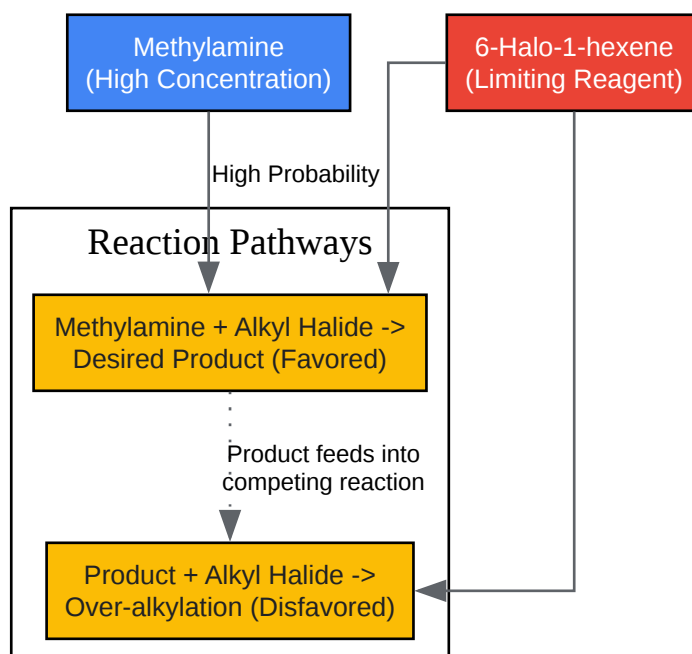 Methylamine
(High Concentration)
6-Halo-1-hexene
(Limiting Reagent)
High Probability
Reaction Pathways
Methylamine + Alkyl Halide ->
Desired Product (Favored)
Product feeds into
competing reaction
Product + Alkyl Halide ->
Over-alkylation (Disfavored)